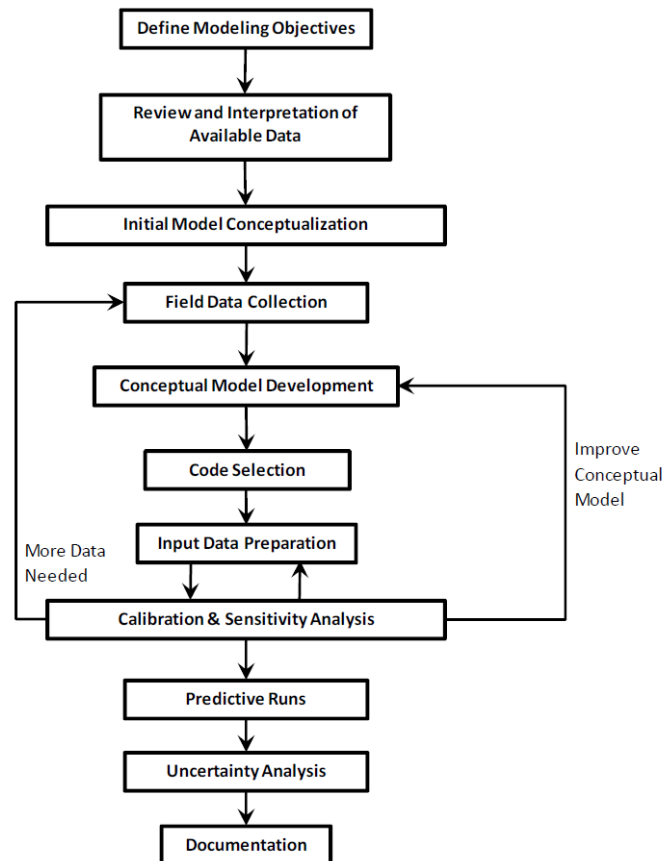 Define Modeling Objectives
Review and Interpretation of
Available Data
Initial Model Conceptualization
Field Data Collection
Conceptual Model Development
Code Selection
Improve
Conceptual
Model
Input Data Preparation
More Data
Needed
Calibration & Sensitivity Analysis
Predictive Runs
Uncertainty Analysis
Documentation